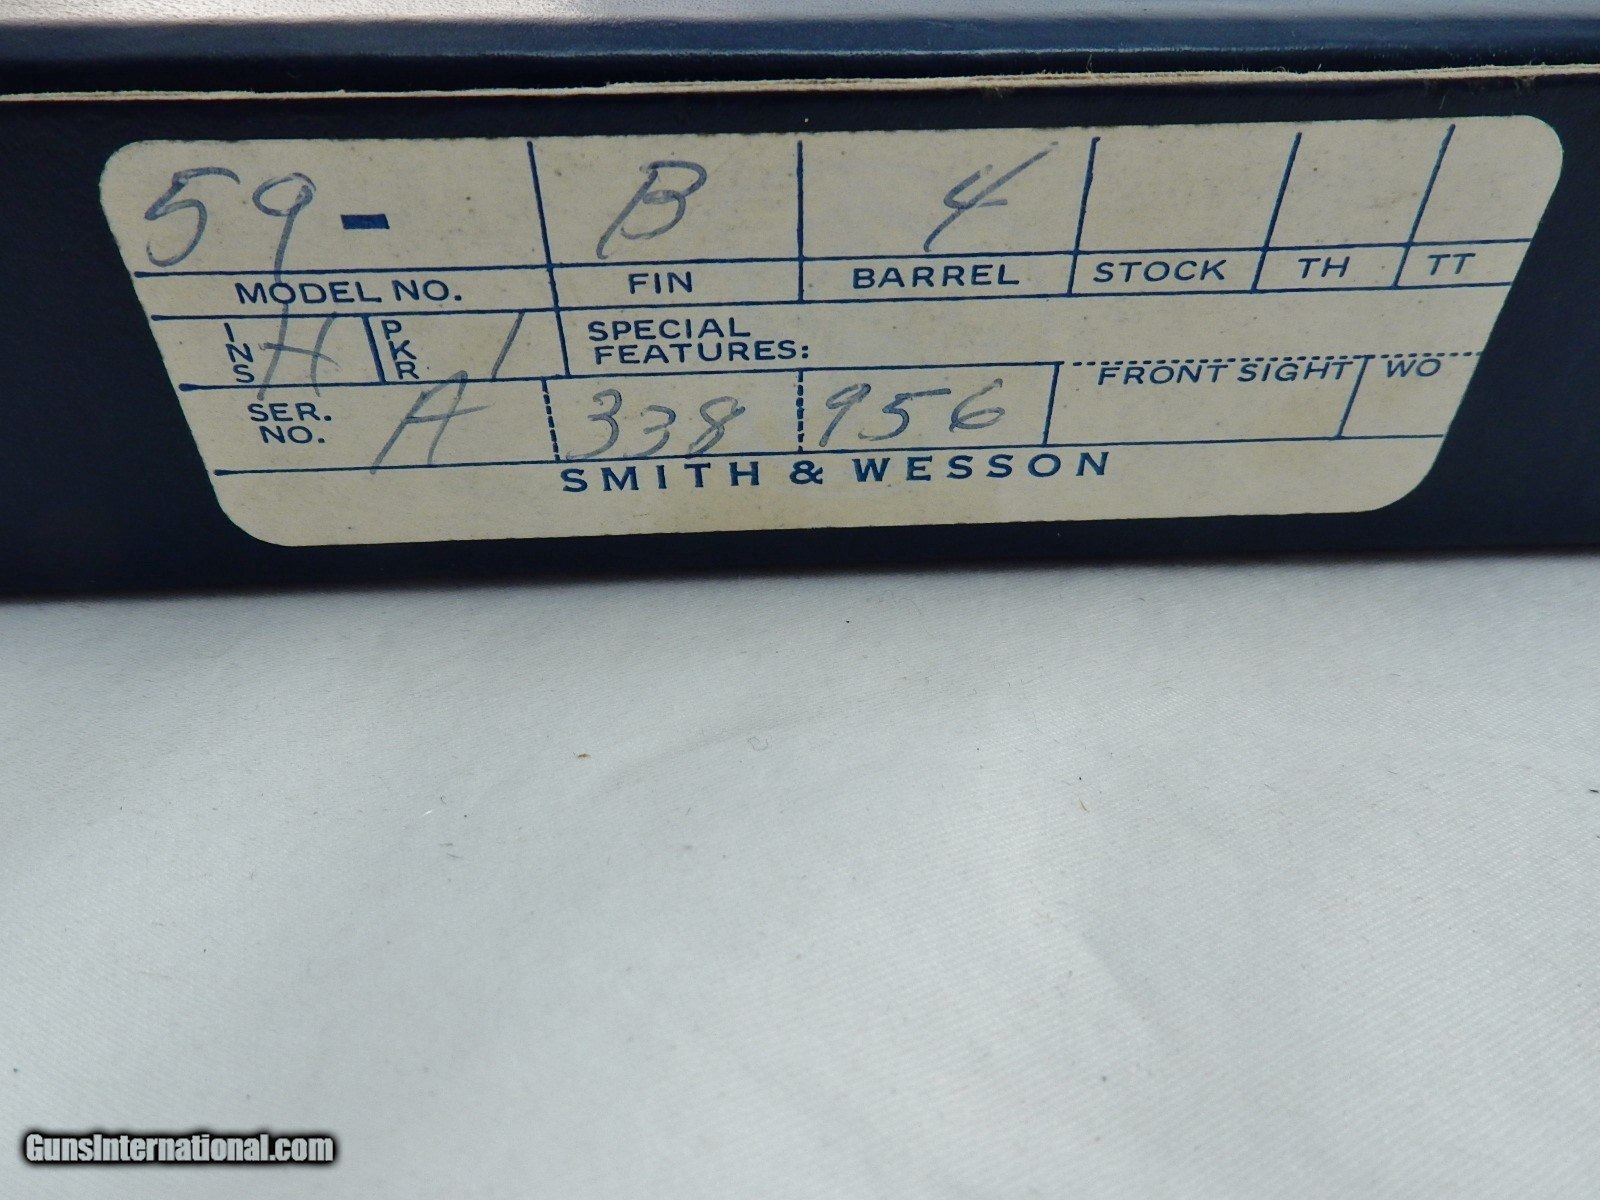 59- B 4
MODEL NO. FIN BARREL STOCK TH TT
INS H PKR 1 SPECIAL
FEATURES:
FRONT SIGHT WO
SER.
NO. A 338 956
SMITH & WESSON
GunsInternational.com